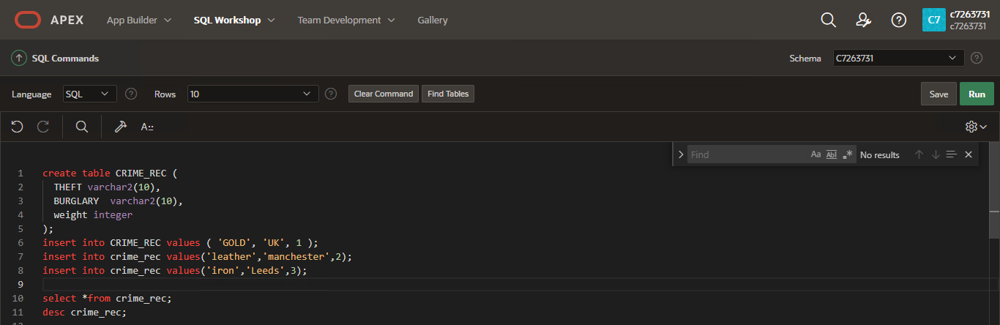 APEX App Builder SQL Workshop Team Development Gallery C7 c7263731
c7263731
SQL Commands Schema C7263731
Language SQL Rows 10 Clear Command Find Tables Save Run
A::
Find Aa Abl .* No results
1 create table CRIME_REC (
2 THEFT varchar2(10),
3 BURGLARY varchar2(10),
4 weight integer
5 );
6 insert into CRIME_REC values ( 'GOLD', 'UK', 1 );
7 insert into crime_rec values('leather','manchester',2);
8 insert into crime_rec values('iron','Leeds',3);
9
10 select *from crime_rec;
11 desc crime_rec;